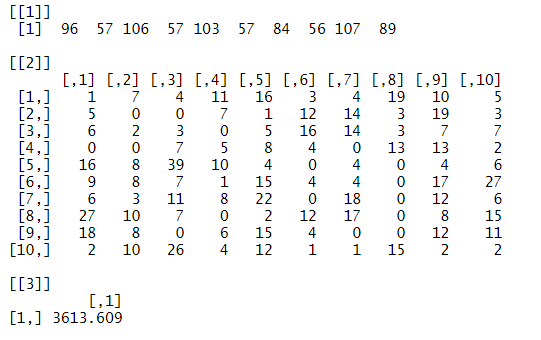 [[1]]
[1] 96 57 106 57 103 57 84 56 107 89
[[2]]
[,1] [,2] [,3] [,4] [,5] [,6] [,7] [,8] [,9] [,10]
[1,] 1 7 4 11 16 3 4 19 10 5
[2,] 5 0 0 7 1 12 14 3 19 3
[3,] 6 2 3 0 5 16 14 3 7 7
[4,] 0 0 7 5 8 4 0 13 13 2
[5,] 16 8 39 10 4 0 4 0 4 6
[6,] 9 8 7 1 15 4 4 0 17 27
[7,] 6 3 11 8 22 0 18 0 12 6
[8,] 27 10 7 0 2 12 17 0 8 15
[9,] 18 8 0 6 15 4 0 0 12 11
[10,] 2 10 26 4 12 1 1 15 2 2
[[3]]
[,1]
[1,] 3613.609